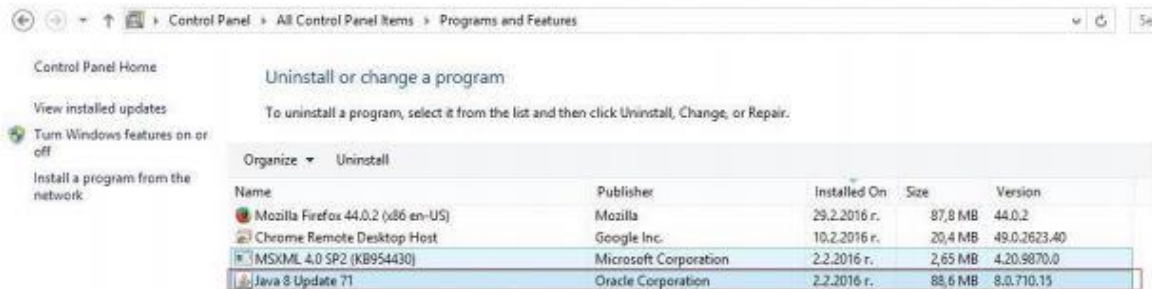 Control Panel › All Control Panel Items › Programs and Features
Se
Control Panel Home
View installed updates
Turn Windows features on or off
Install a program from the network
Uninstall or change a program
To uninstall a program, select it from the list and then click Uninstall, Change, or Repair.
Organize Uninstall
Name Publisher Installed On Size Version
Mozilla Firefox 44.0.2 (x86 en-US) Mozilla 29.2.2016 г. 87,8 MB 44.0.2
Chrome Remote Desktop Host Google Inc. 10.2.2016 г. 20,4 MB 49.0.2623.40
MSXML 4.0 SP2 (KB954430) Microsoft Corporation 2.2.2016 г. 2,65 MB 4.20.9870.0
Java 8 Update 71 Oracle Corporation 2.2.2016 г. 88,6 MB 8.0.710.15